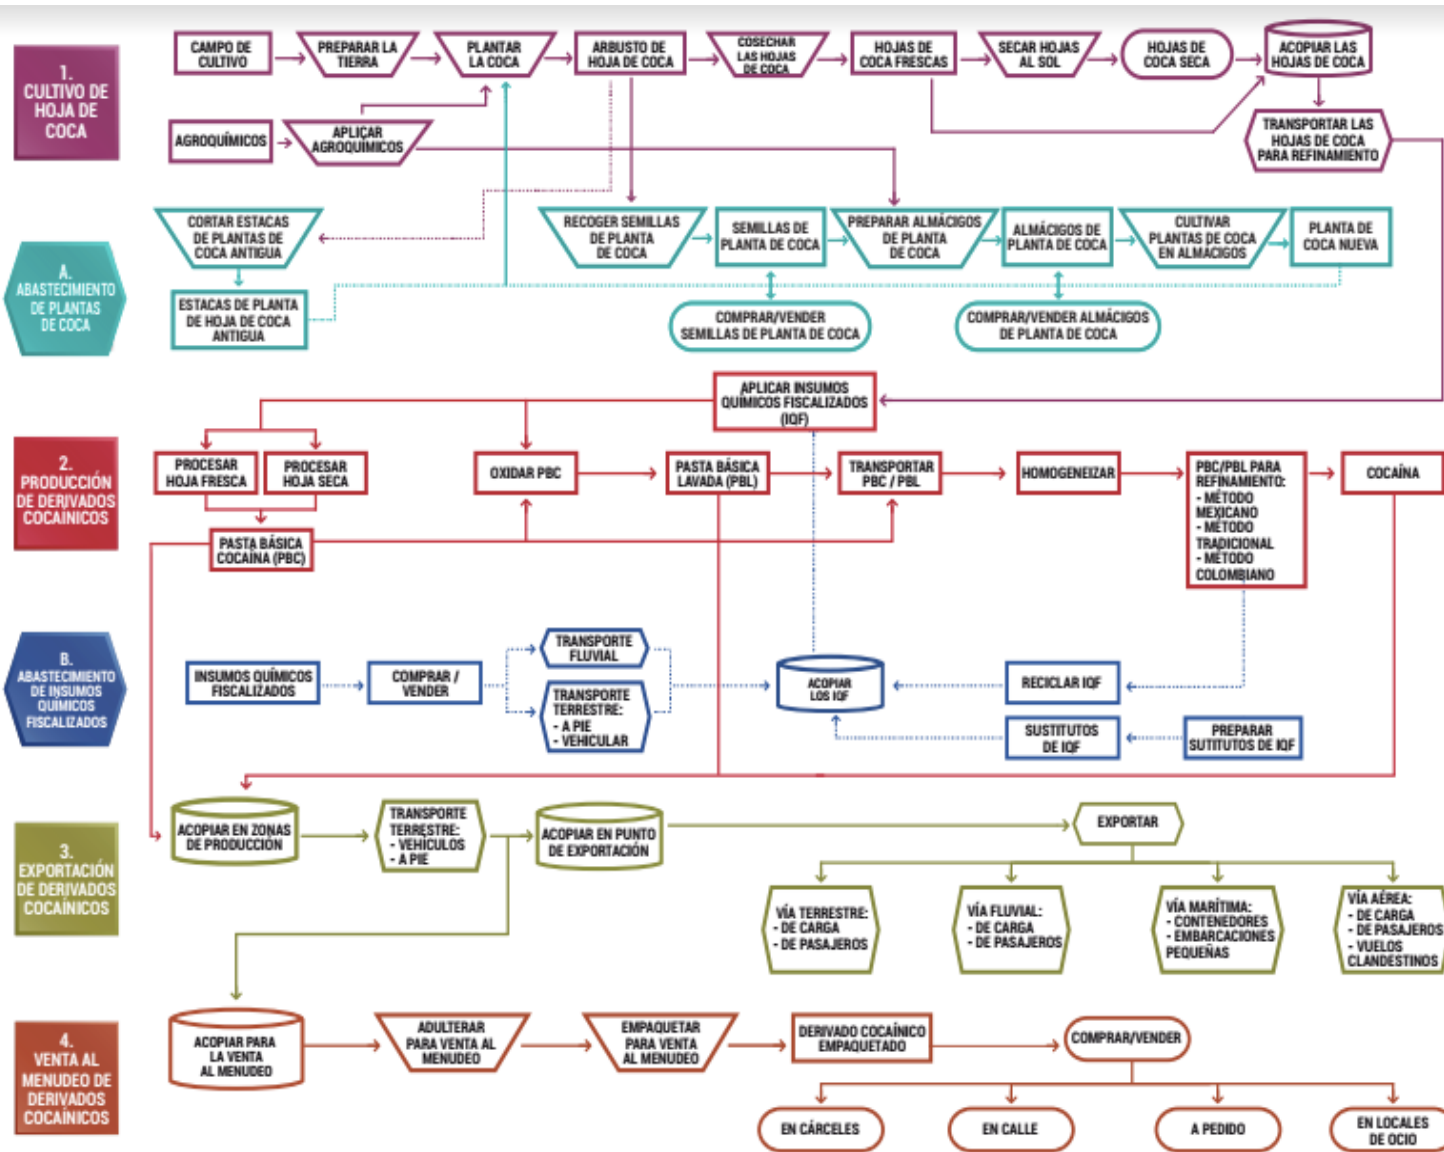 1.
CULTIVO DE
HOJA DE
COCA
CAMPO DE
CULTIVO
PREPARAR LA
TIERRA
PLANTAR
LA COCA
ARBUSTO DE
HOJA DE COCA
COSECHAR
LAS HOJAS
DE COCA
HOJAS DE
COCA FRESCAS
SECAR HOJAS
AL SOL
HOJAS DE
COCA SECA
ACOPIAR LAS
HOJAS DE COCA
AGROQUÍMICOS
APLICAR
AGROQUÍMICOS
TRANSPORTAR LAS
HOJAS DE COCA
PARA REFINAMIENTO
A.
ABASTECIMIENTO
DE PLANTAS
DE COCA
CORTAR ESTACAS
DE PLANTAS DE
COCA ANTIGUA
RECOGER SEMILLAS
DE PLANTA
DE COCA
SEMILLAS DE
PLANTA DE COCA
PREPARAR ALMÁCIGOS
DE PLANTA
DE COCA
ALMÁCIGOS DE
PLANTA DE COCA
CULTIVAR
PLANTAS DE COCA
EN ALMÁCIGOS
PLANTA DE
COCA NUEVA
ESTACAS DE PLANTA
DE HOJA DE COCA
ANTIGUA
COMPRAR/VENDER
SEMILLAS DE PLANTA DE COCA
COMPRAR/VENDER ALMÁCIGOS
DE PLANTA DE COCA
2.
PRODUCCIÓN
DE DERIVADOS
COCAÍNICOS
APLICAR INSUMOS
QUÍMICOS FISCALIZADOS
(IQF)
PROCESAR
HOJA FRESCA
PROCESAR
HOJA SECA
OXIDAR PBC
PASTA BÁSICA
LAVADA (PBL)
TRANSPORTAR
PBC / PBL
HOMOGENEIZAR
PBC/PBL PARA
REFINAMIENTO:
- MÉTODO
MEXICANO
- MÉTODO
TRADICIONAL
- MÉTODO
COLOMBIANO
COCAÍNA
PASTA BÁSICA
COCAÍNA (PBC)
B.
ABASTECIMIENTO
DE INSUMOS
QUÍMICOS
FISCALIZADOS
INSUMOS QUÍMICOS
FISCALIZADOS
COMPRAR /
VENDER
TRANSPORTE
FLUVIAL
TRANSPORTE
TERRESTRE:
- A PIE
- VEHICULAR
ACOPIAR
LOS IQF
RECICLAR IQF
SUSTITUTOS
DE IQF
PREPARAR
SUTITUTOS DE IQF
3.
EXPORTACIÓN
DE DERIVADOS
COCAÍNICOS
ACOPIAR EN ZONAS
DE PRODUCCIÓN
TRANSPORTE
TERRESTRE:
- VEHÍCULOS
- A PIE
ACOPIAR EN PUNTO
DE EXPORTACIÓN
EXPORTAR
VÍA TERRESTRE:
- DE CARGA
- DE PASAJEROS
VÍA FLUVIAL:
- DE CARGA
- DE PASAJEROS
VÍA MARÍTIMA:
- CONTENEDORES
- EMBARCACIONES
PEQUEÑAS
VÍA AÉREA:
- DE CARGA
- DE PASAJEROS
- VUELOS
CLANDESTINOS
4.
VENTA AL
MENUDEO DE
DERIVADOS
COCAÍNICOS
ACOPIAR PARA
LA VENTA
AL MENUDEO
ADULTERAR
PARA VENTA AL
MENUDEO
EMPAQUETAR
PARA VENTA
AL MENUDEO
DERIVADO COCAÍNICO
EMPAQUETADO
COMPRAR/VENDER
EN CÁRCELES
EN CALLE
A PEDIDO
EN LOCALES
DE OCIO